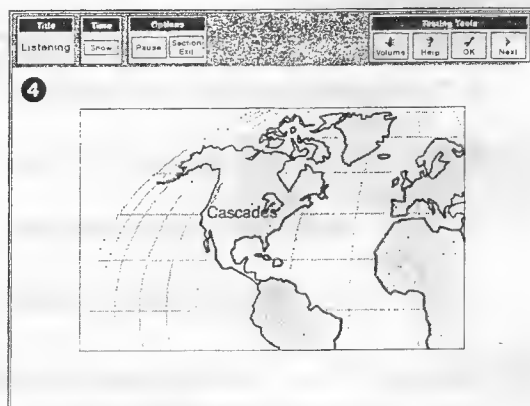 Title
Listening
Time
Show
Options
Pause
Section
Exit
Testing Tools
Volume
Help
OK
Next
4
Cascades